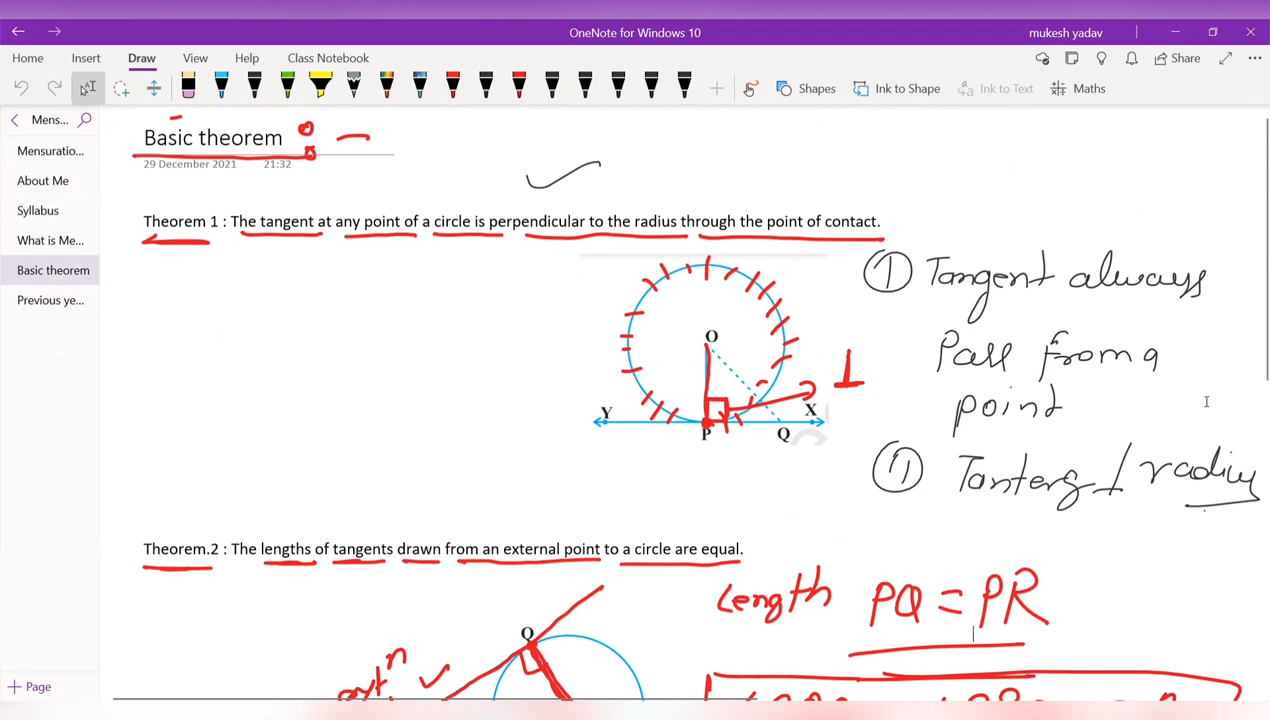 OneNote for Windows 10
mukesh yadav
Home Insert Draw View Help Class Notebook
Share
Shapes Ink to Shape Ink to Text Maths
Mens...
Mensuratio...
About Me
Syllabus
What is Me...
Basic theorem
Previous ye...
Page
Basic theorem
29 December 2021 21:32
Theorem 1 : The tangent at any point of a circle is perpendicular to the radius through the point of contact.
O
Y X
P Q
⊥
① Tangent always
Pass from a
point
② ⊥ radius
Theorem.2 : The lengths of tangents drawn from an external point to a circle are equal.
Length PQ = PR
Q